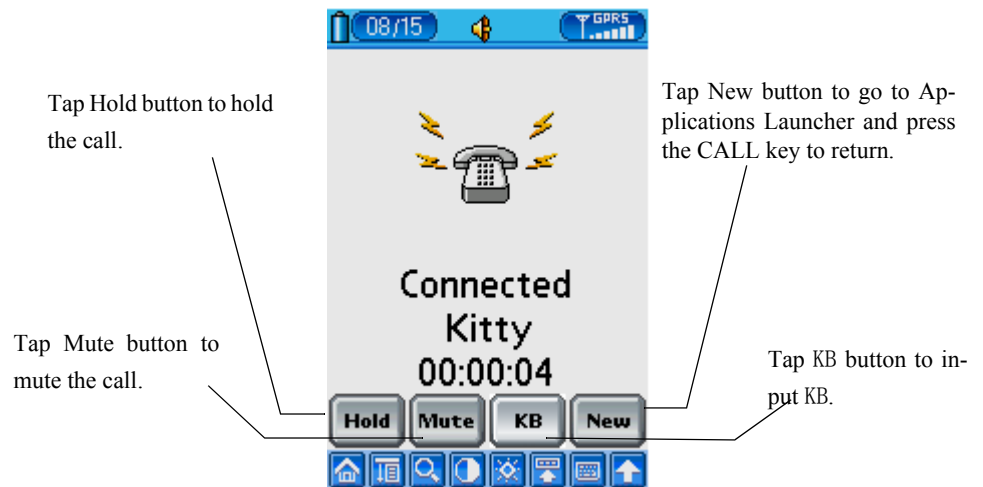 08/15
GPRS
Tap Hold button to hold
the call.
Tap New button to go to Ap-
plications Launcher and press
the CALL key to return.
Connected
Kitty
00:00:04
Tap Mute button to
mute the call.
Tap KB button to in-
put KB.
Hold Mute KB New